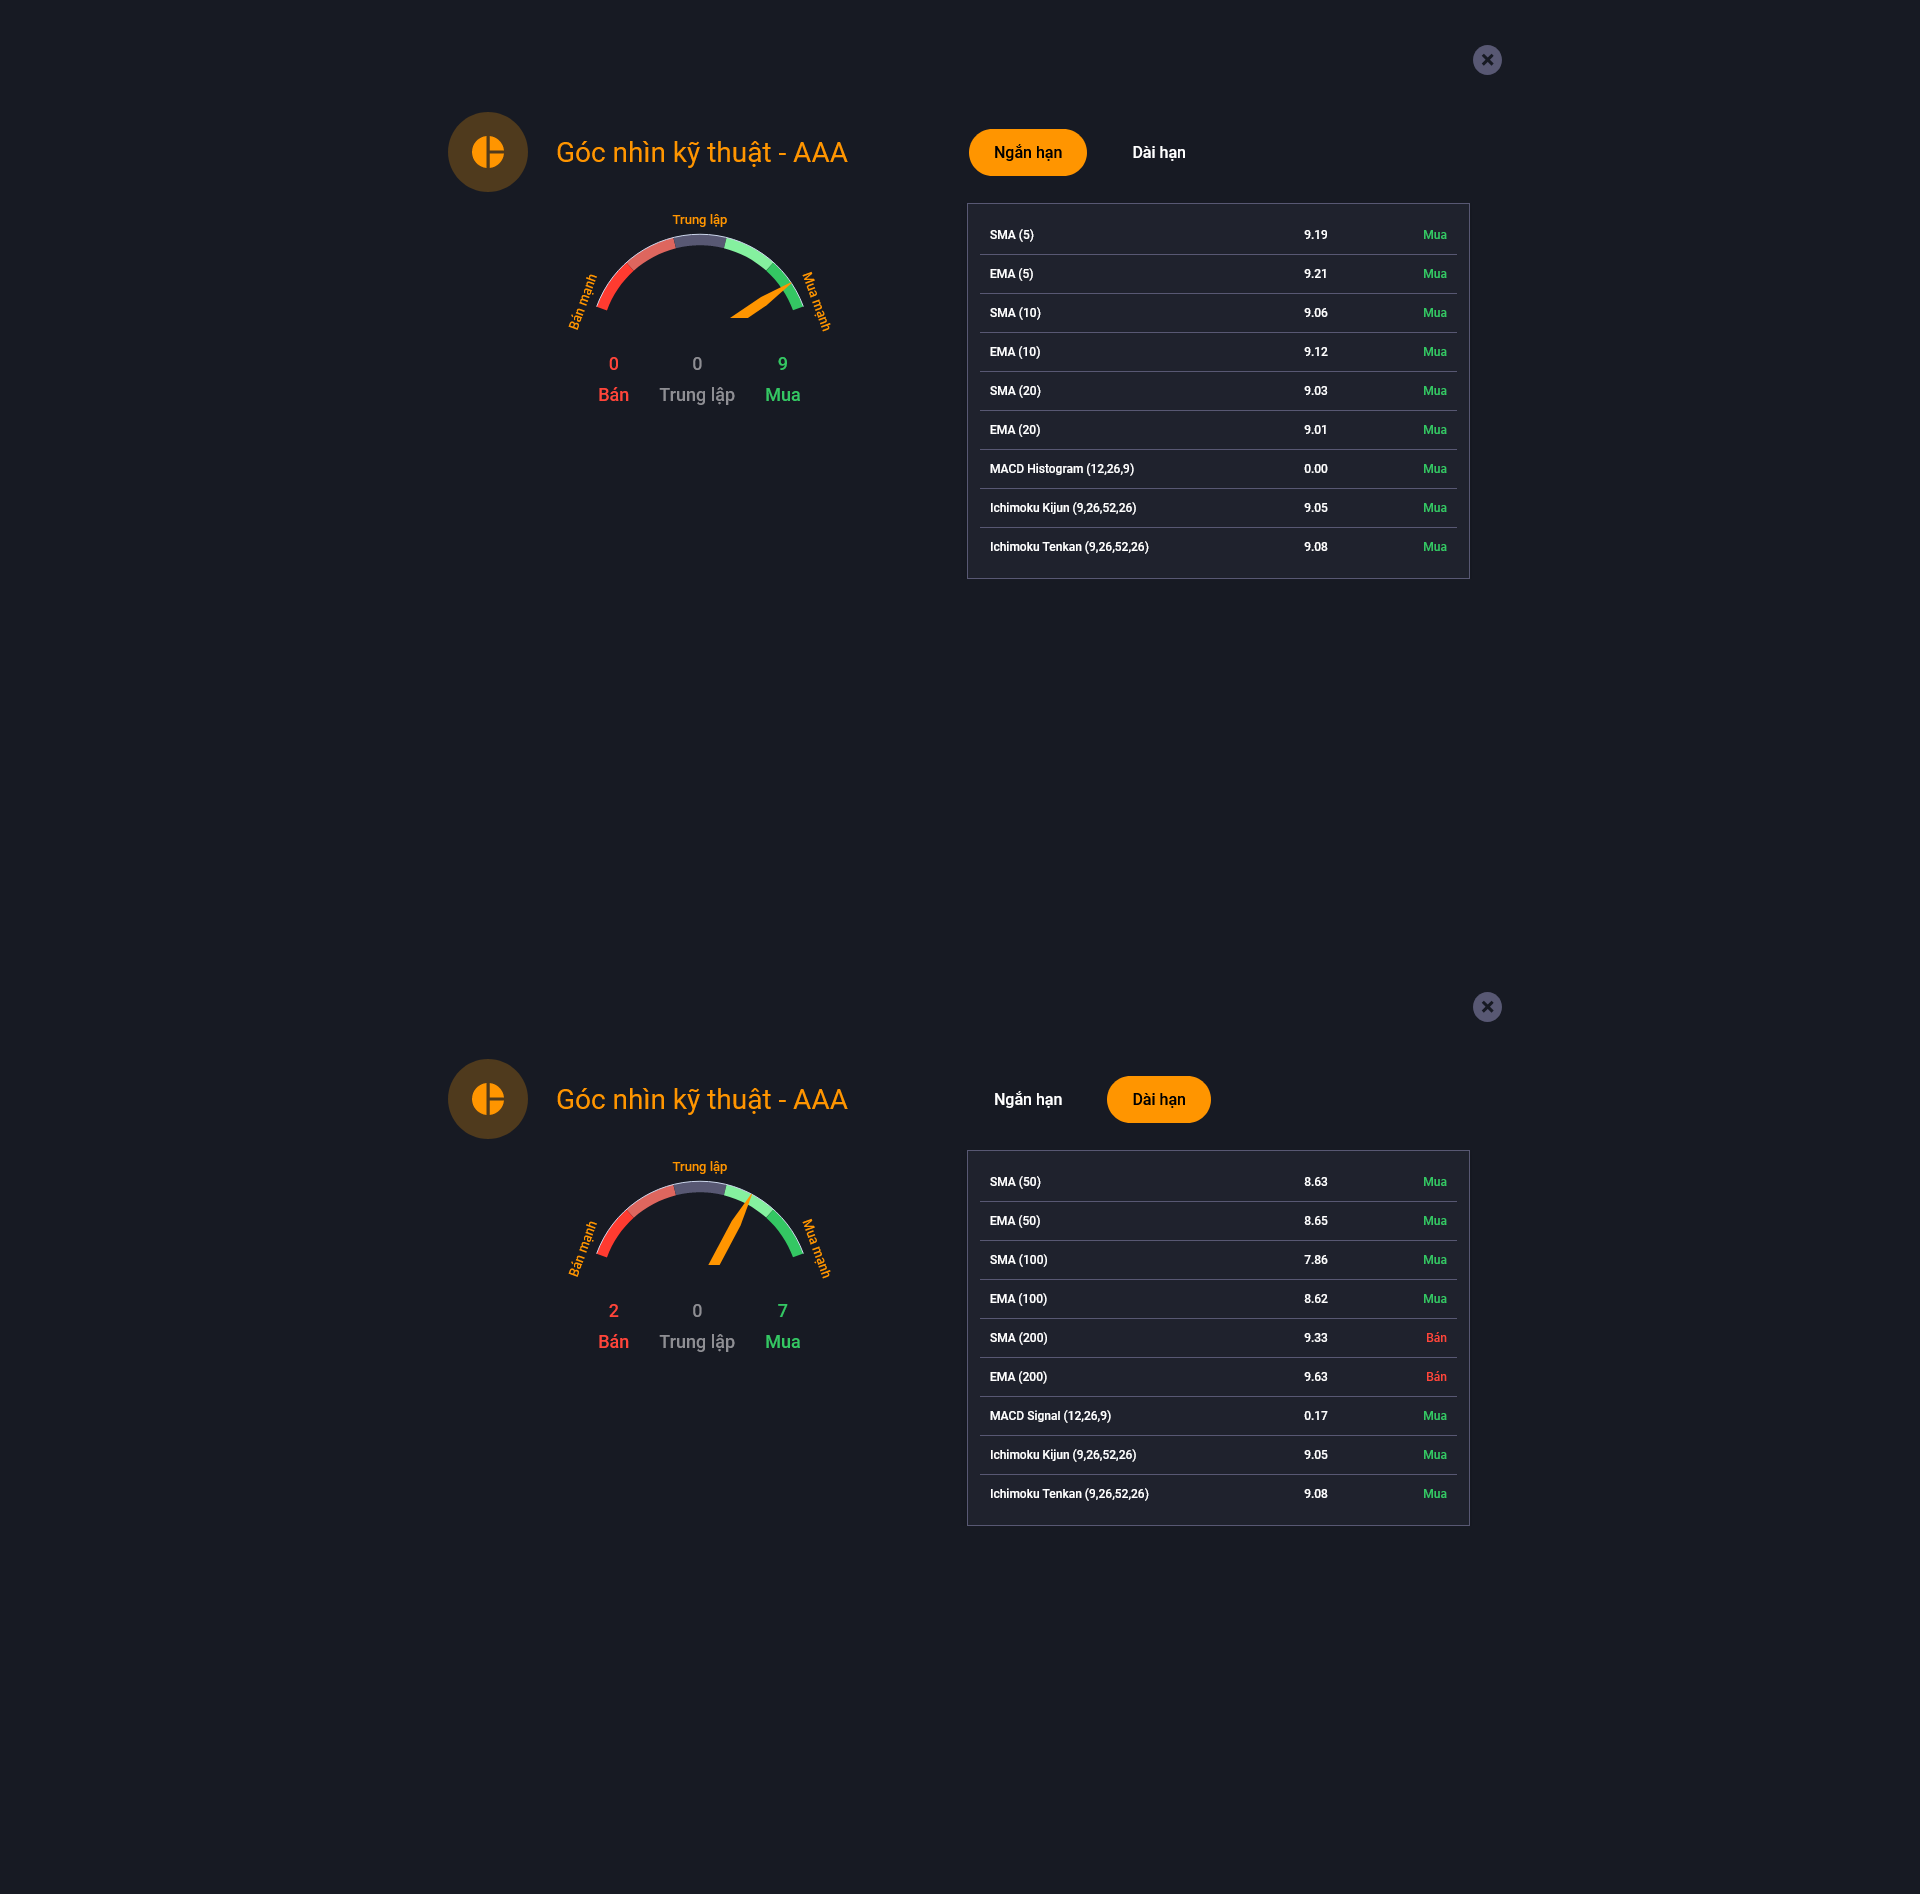 Góc nhìn kỹ thuật - AAA
Ngắn hạn Dài hạn
Trung lập
Bán mạnh
Mua mạnh
0 0 9
Bán Trung lập Mua
SMA (5) 9.19 Mua
EMA (5) 9.21 Mua
SMA (10) 9.06 Mua
EMA (10) 9.12 Mua
SMA (20) 9.03 Mua
EMA (20) 9.01 Mua
MACD Histogram (12,26,9) 0.00 Mua
Ichimoku Kijun (9,26,52,26) 9.05 Mua
Ichimoku Tenkan (9,26,52,26) 9.08 Mua
Góc nhìn kỹ thuật - AAA
Ngắn hạn Dài hạn
Trung lập
Bán mạnh
Mua mạnh
2 0 7
Bán Trung lập Mua
SMA (50) 8.63 Mua
EMA (50) 8.65 Mua
SMA (100) 7.86 Mua
EMA (100) 8.62 Mua
SMA (200) 9.33 Bán
EMA (200) 9.63 Bán
MACD Signal (12,26,9) 0.17 Mua
Ichimoku Kijun (9,26,52,26) 9.05 Mua
Ichimoku Tenkan (9,26,52,26) 9.08 Mua